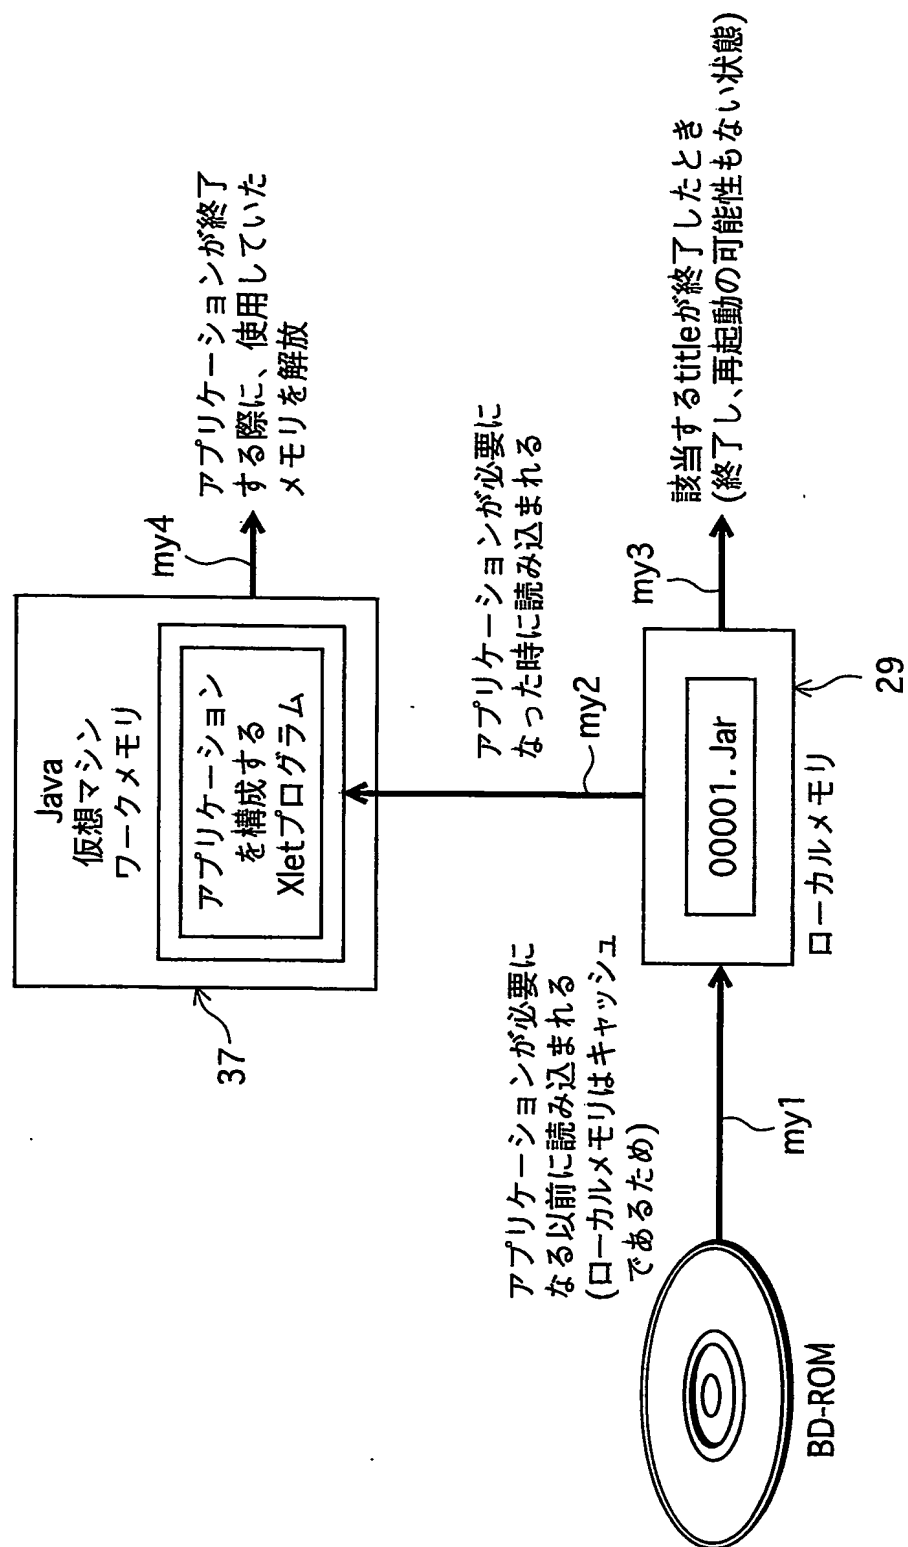 Java
仮想マシン
ワークメモリ
アプリケーション
を構成する
Xletプログラム
37
my4
アプリケーションが終了
する際に、使用していた
メモリを解放
アプリケーションが必要に
なった時に読み込まれる
my2
アプリケーションが必要に
なる以前に読み込まれる
(ローカルメモリはキャッシュ
であるため)
my1
BD-ROM
00001.Jar
ローカルメモリ
29
my3
該当するtitleが終了したとき
(終了し、再起動の可能性もない状態)